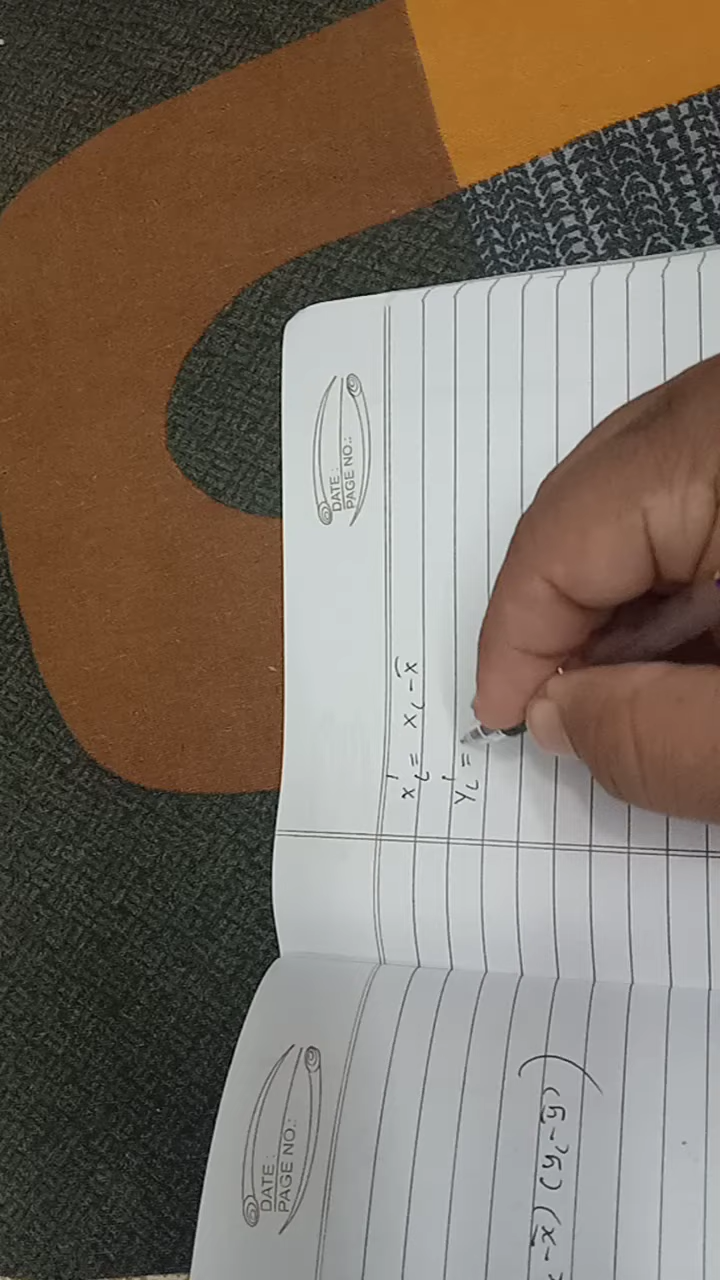 DATE :
PAGE NO.:
x'ᵢ = xᵢ - x̄
y'ᵢ =
DATE :
PAGE NO.:
- x̄) (yᵢ - ȳ)